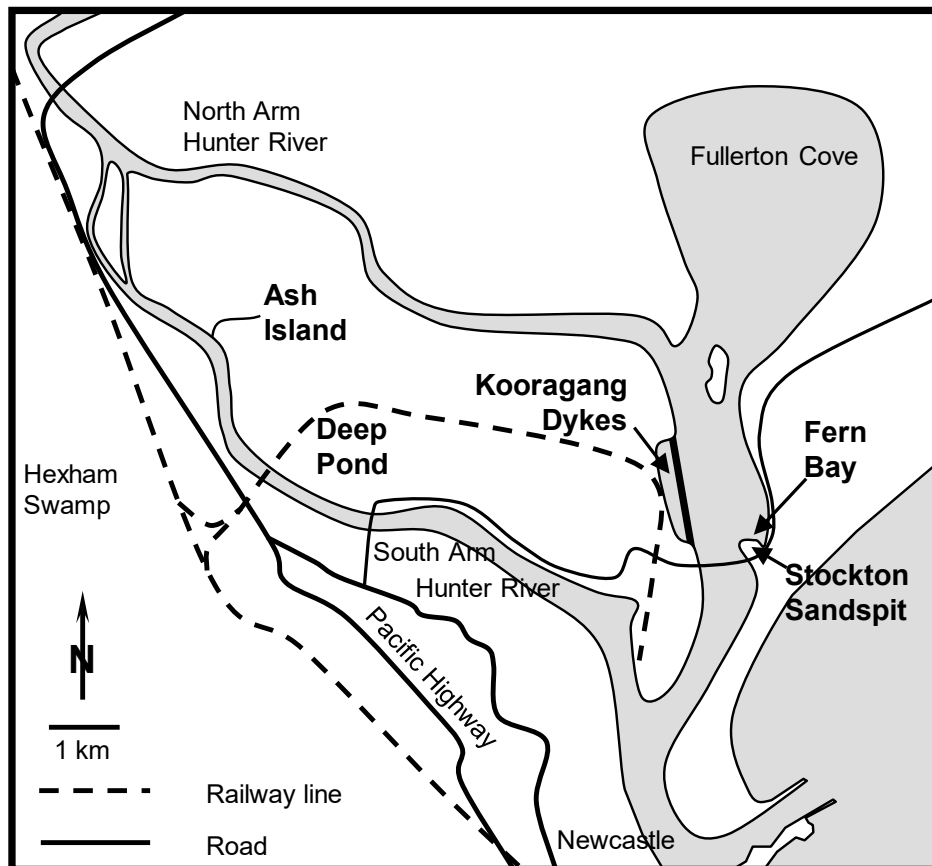 North Arm
Hunter River
Fullerton Cove
Ash
Island
Kooragang
Dykes
Deep
Pond
Fern
Bay
Hexham
Swamp
South Arm
Hunter River
Stockton
Sandspit
N
Pacific Highway
1 km
Railway line
Road
Newcastle